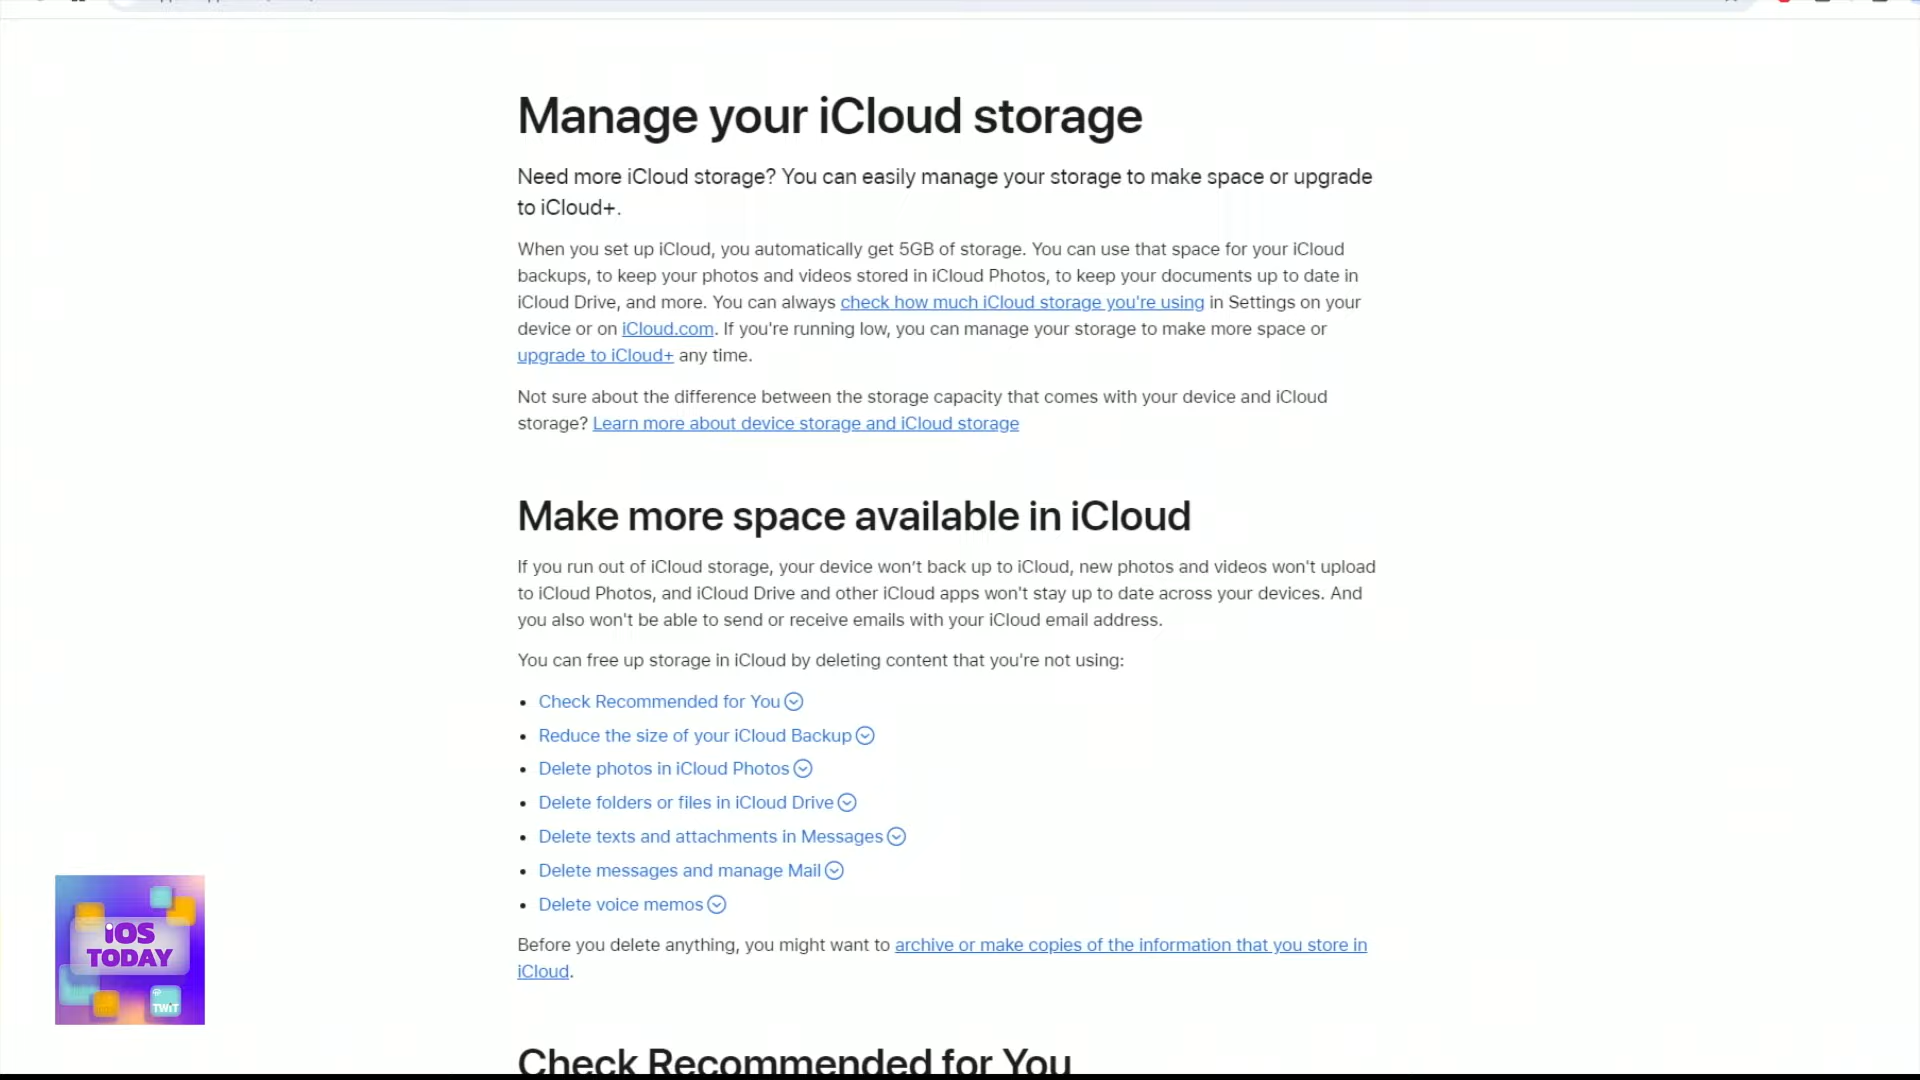 Manage your iCloud storage
Need more iCloud storage? You can easily manage your storage to make space or upgrade
to iCloud+.
When you set up iCloud, you automatically get 5GB of storage. You can use that space for your iCloud
backups, to keep your photos and videos stored in iCloud Photos, to keep your documents up to date in
iCloud Drive, and more. You can always check how much iCloud storage you're using in Settings on your
device or on iCloud.com. If you're running low, you can manage your storage to make more space or
upgrade to iCloud+ any time.
Not sure about the difference between the storage capacity that comes with your device and iCloud
storage? Learn more about device storage and iCloud storage
Make more space available in iCloud
If you run out of iCloud storage, your device won’t back up to iCloud, new photos and videos won't upload
to iCloud Photos, and iCloud Drive and other iCloud apps won't stay up to date across your devices. And
you also won't be able to send or receive emails with your iCloud email address.
You can free up storage in iCloud by deleting content that you're not using:
• Check Recommended for You
• Reduce the size of your iCloud Backup
• Delete photos in iCloud Photos
• Delete folders or files in iCloud Drive
• Delete texts and attachments in Messages
• Delete messages and manage Mail
• Delete voice memos
Before you delete anything, you might want to archive or make copies of the information that you store in
iCloud.
Check Recommended for You
iOS
TODAY
TWiT